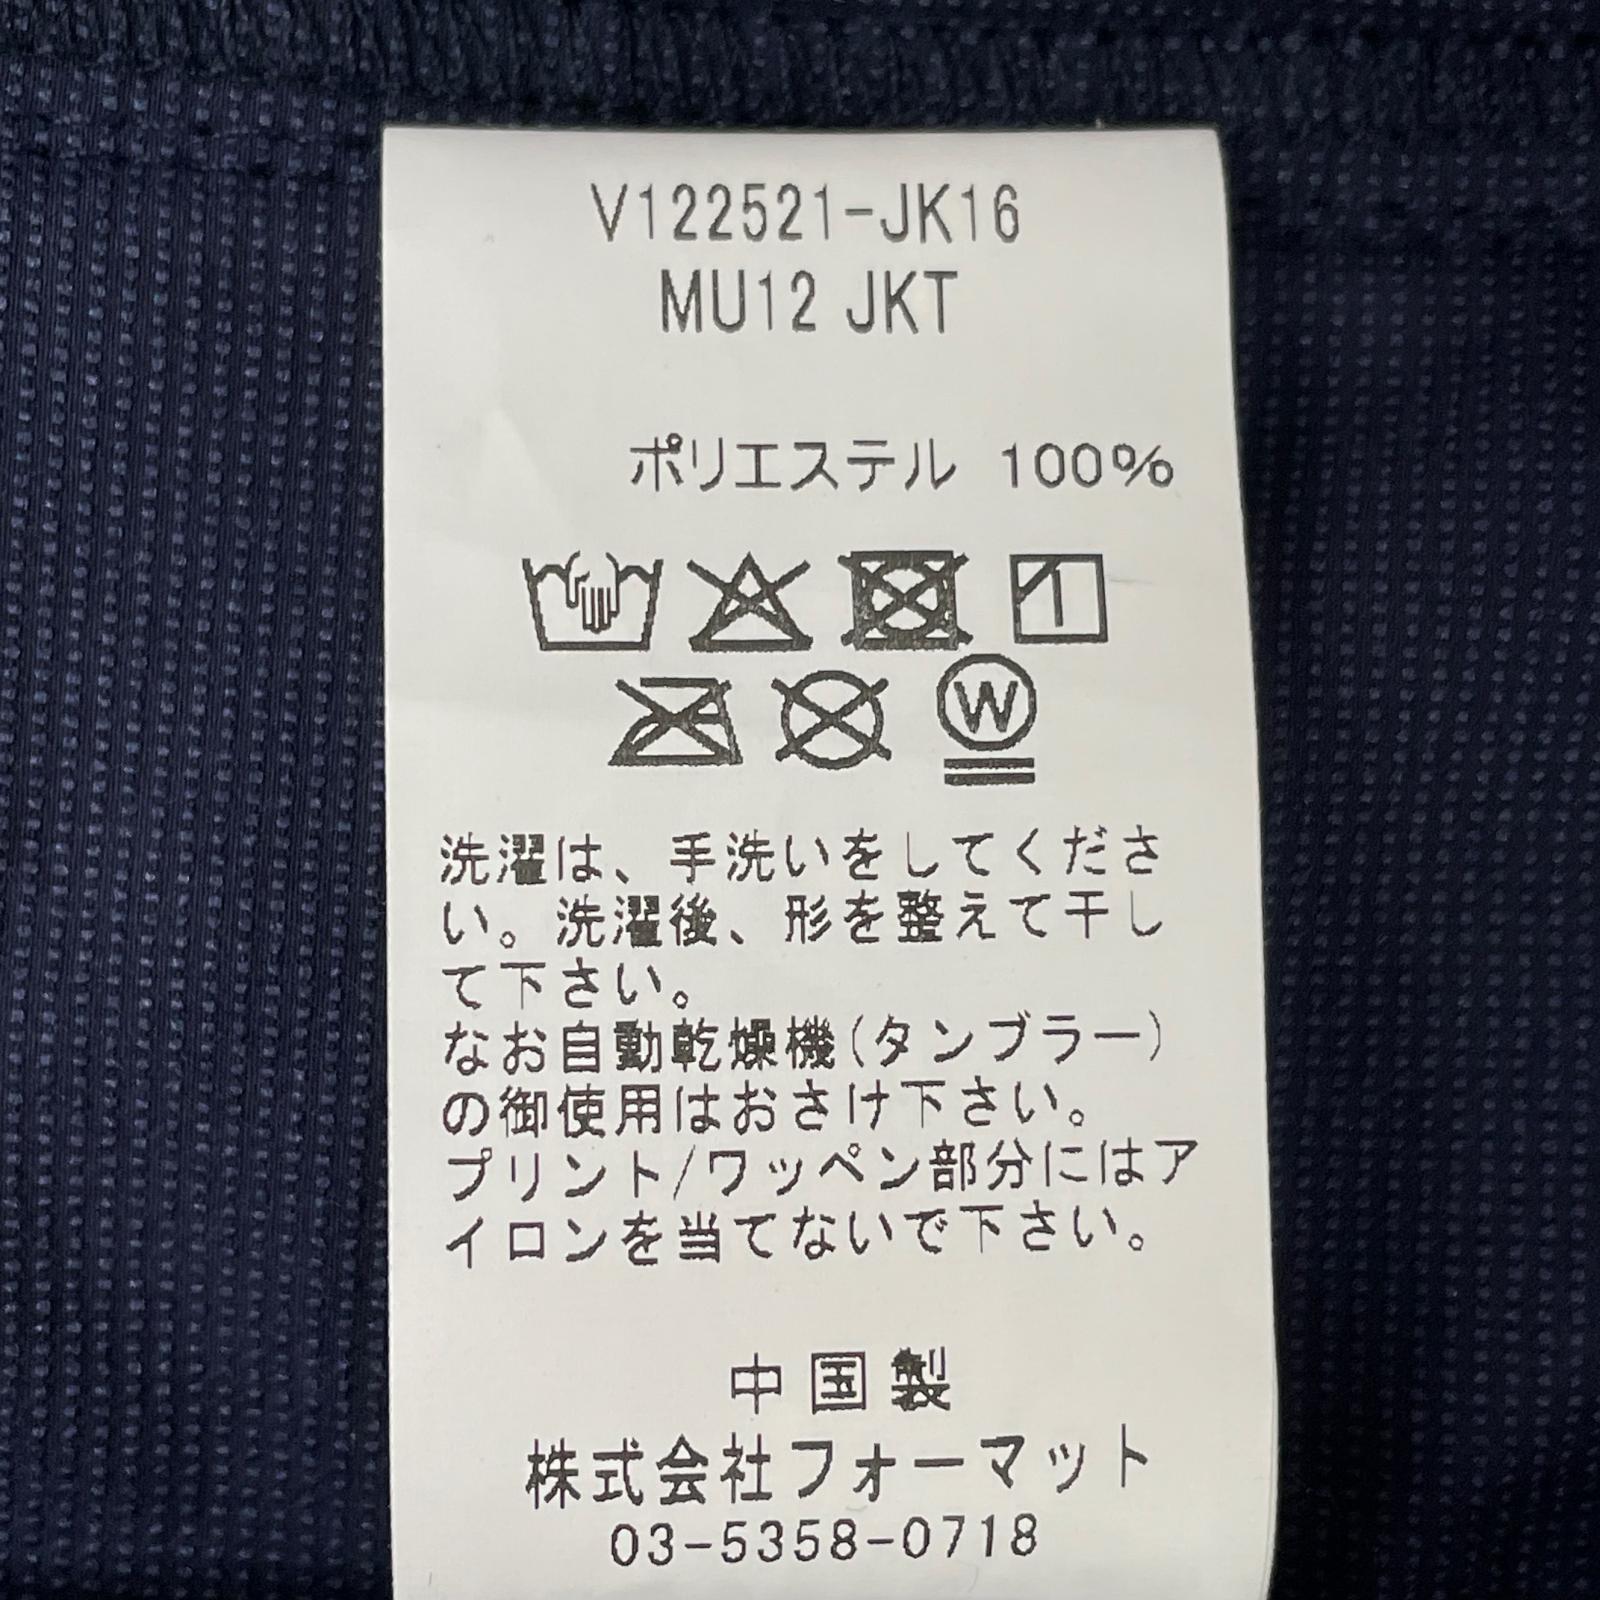 V122521-JK16
MU12 JKT
ポリエステル 100%
W
洗濯は、手洗いをしてくださ
い。洗濯後、形を整えて干し
て下さい。
なお自動乾燥機(タンブラー)
の御使用はおさけ下さい。
プリント/ワッペン部分にはア
イロンを当てないで下さい。
中国製
株式会社フォーマット
03-5358-0718